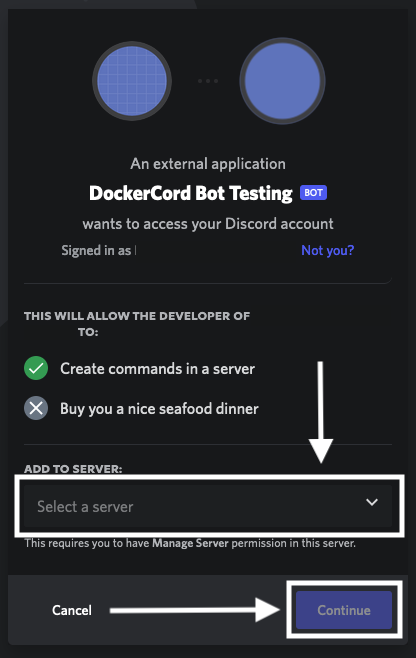 An external application
DockerCord Bot Testing BOT
wants to access your Discord account
Signed in as Not you?
THIS WILL ALLOW THE DEVELOPER OF
TO:
Create commands in a server
Buy you a nice seafood dinner
ADD TO SERVER:
Select a server
This requires you to have Manage Server permission in this server.
Cancel Continue